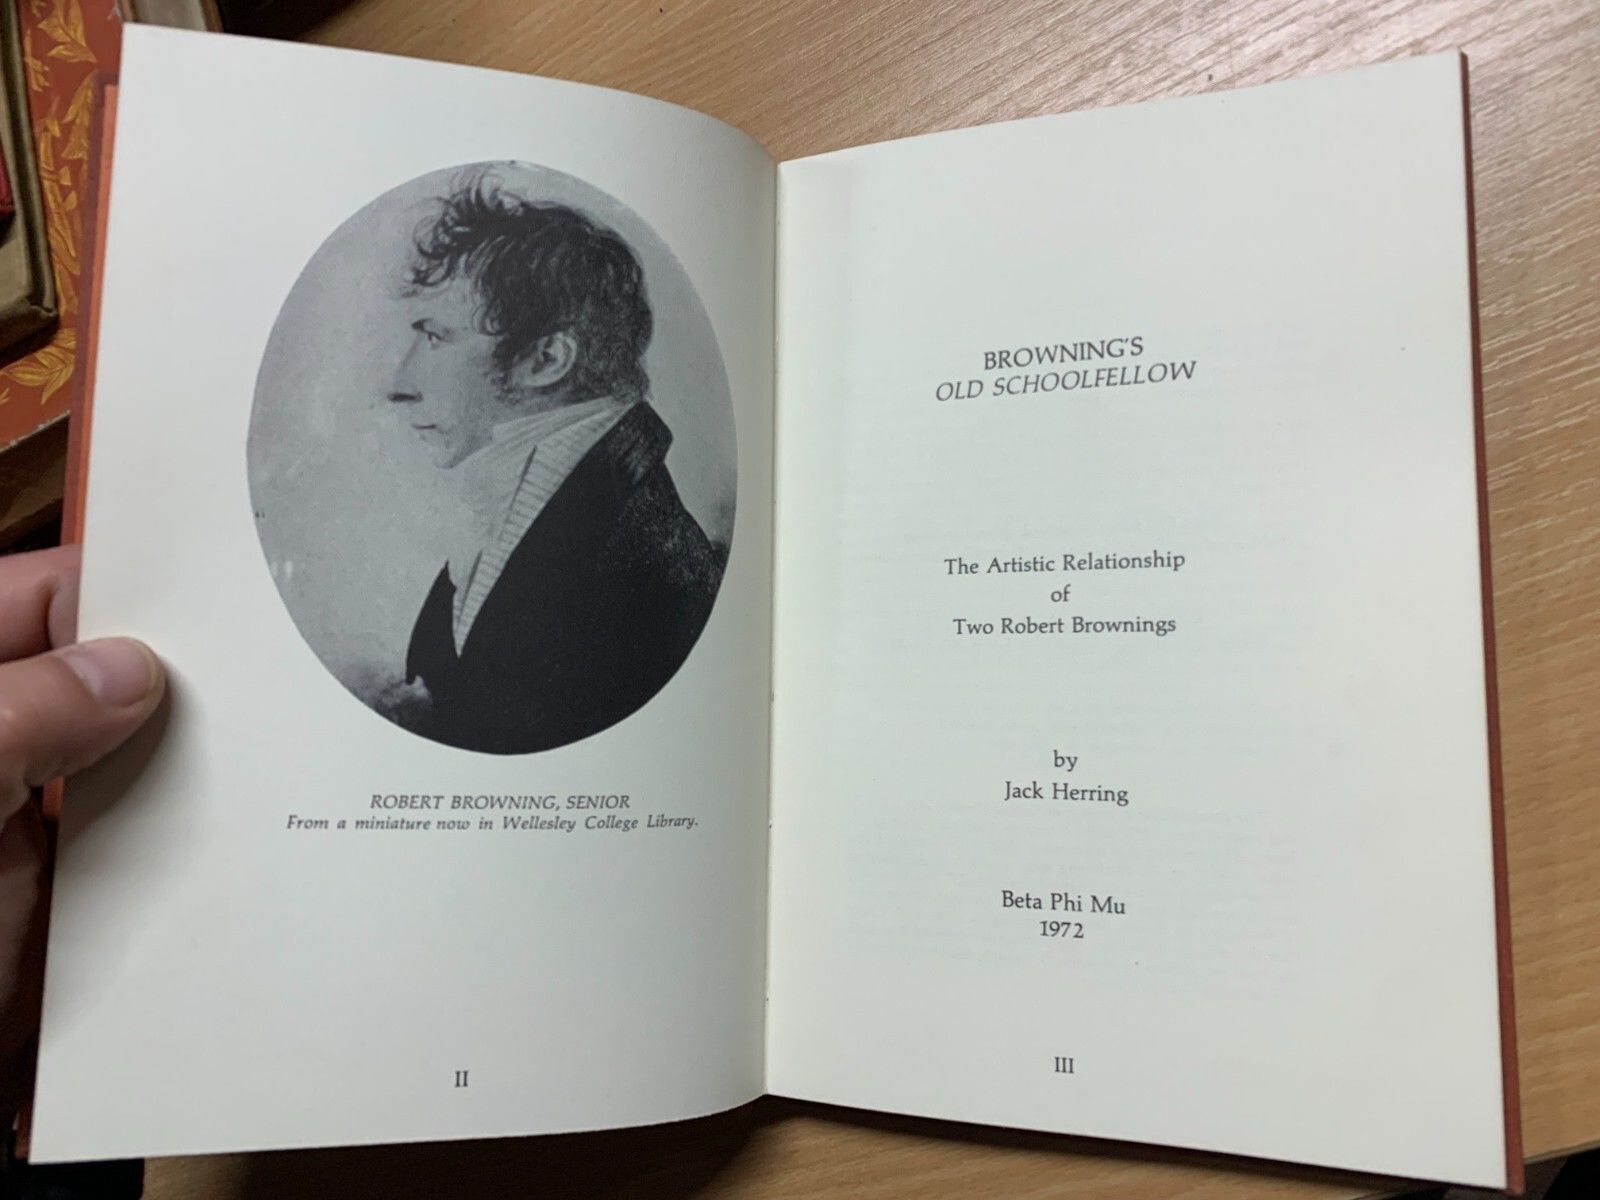 ROBERT BROWNING, SENIOR
From a miniature now in Wellesley College Library.
II
BROWNING'S
OLD SCHOOLFELLOW
The Artistic Relationship
of
Two Robert Brownings
by
Jack Herring
Beta Phi Mu
1972
III